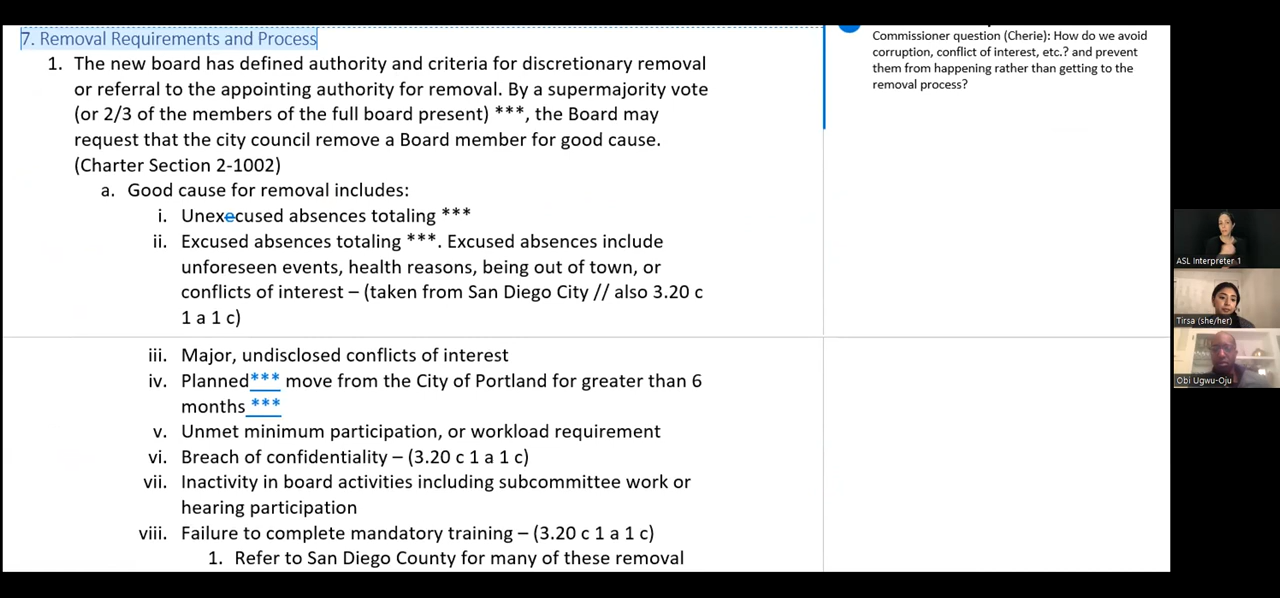 7. Removal Requirements and Process
1. The new board has defined authority and criteria for discretionary removal
or referral to the appointing authority for removal. By a supermajority vote
(or 2/3 of the members of the full board present) ***, the Board may
request that the city council remove a Board member for good cause.
(Charter Section 2-1002)
a. Good cause for removal includes:
i. Unexecused absences totaling ***
ii. Excused absences totaling ***. Excused absences include
unforeseen events, health reasons, being out of town, or
conflicts of interest – (taken from San Diego City // also 3.20 c
1 a 1 c)
iii. Major, undisclosed conflicts of interest
iv. Planned*** move from the City of Portland for greater than 6
months ***
v. Unmet minimum participation, or workload requirement
vi. Breach of confidentiality – (3.20 c 1 a 1 c)
vii. Inactivity in board activities including subcommittee work or
hearing participation
viii. Failure to complete mandatory training – (3.20 c 1 a 1 c)
1. Refer to San Diego County for many of these removal
Commissioner question (Cherie): How do we avoid
corruption, conflict of interest, etc.? and prevent
them from happening rather than getting to the
removal process?
ASL Interpreter 1
Tirsa (she/her)
Obi Ugwu-Oju